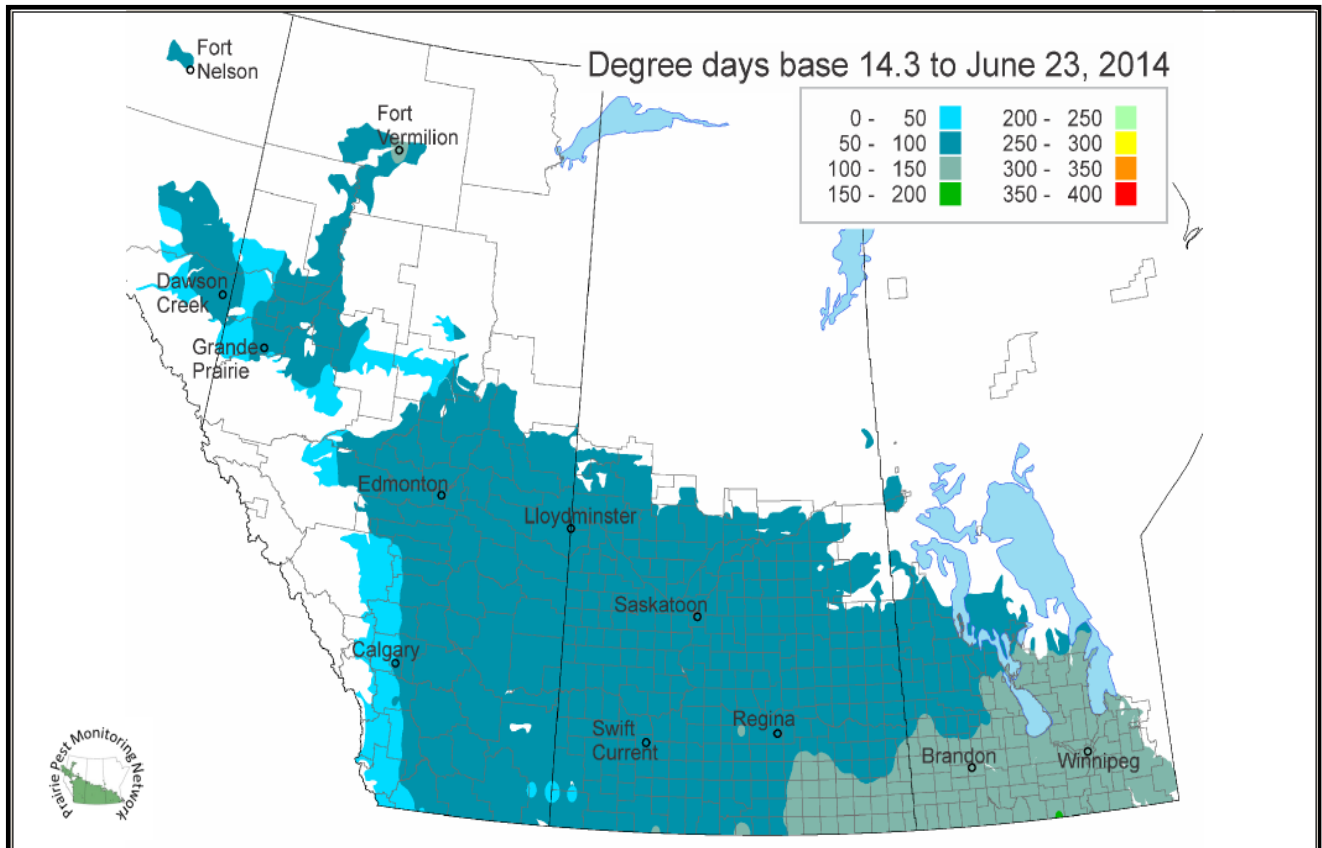 Degree days base 14.3 to June 23, 2014
0 - 50
50 - 100
100 - 150
150 - 200
200 - 250
250 - 300
300 - 350
350 - 400
Fort
Nelson
Fort
Vermilion
Dawson
Creek
Grande
Prairie
Edmonton
Lloydminster
Saskatoon
Calgary
Swift
Current
Regina
Brandon
Winnipeg
Prairie Pest Monitoring Network